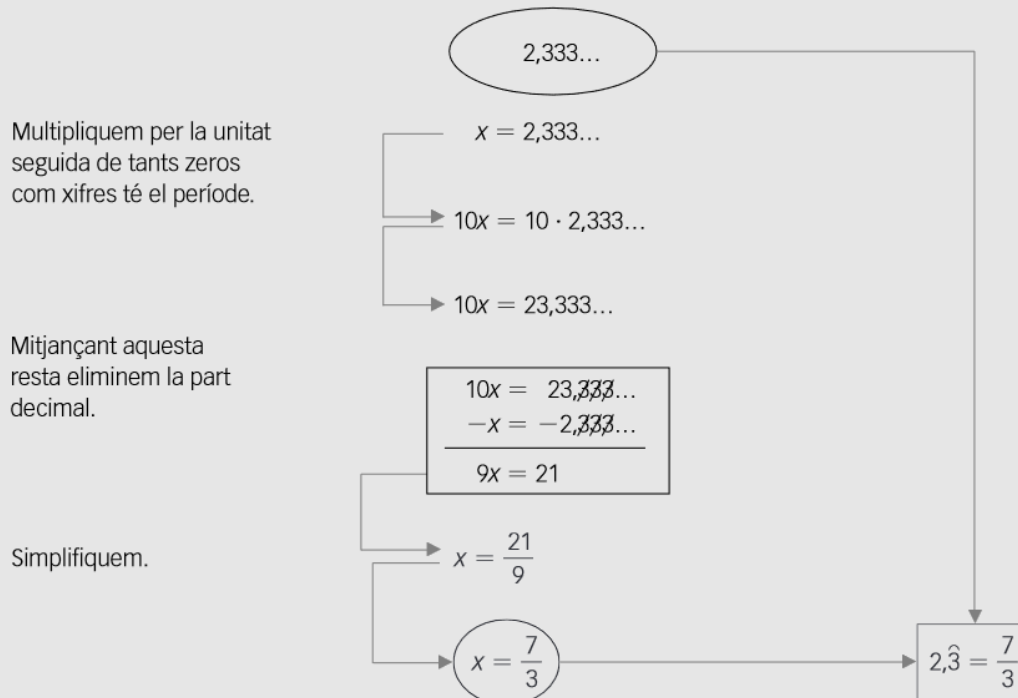 2,333...
Multipliquem per la unitat
seguida de tants zeros
com xifres té el període.
x = 2,333...
10x = 10 · 2,333...
10x = 23,333...
Mitjançant aquesta
resta eliminem la part
decimal.
10x = 23,333...
−x = −2,333...
9x = 21
Simplifiquem.
x = 21/9
x = 7/3
2,3̂ = 7/3